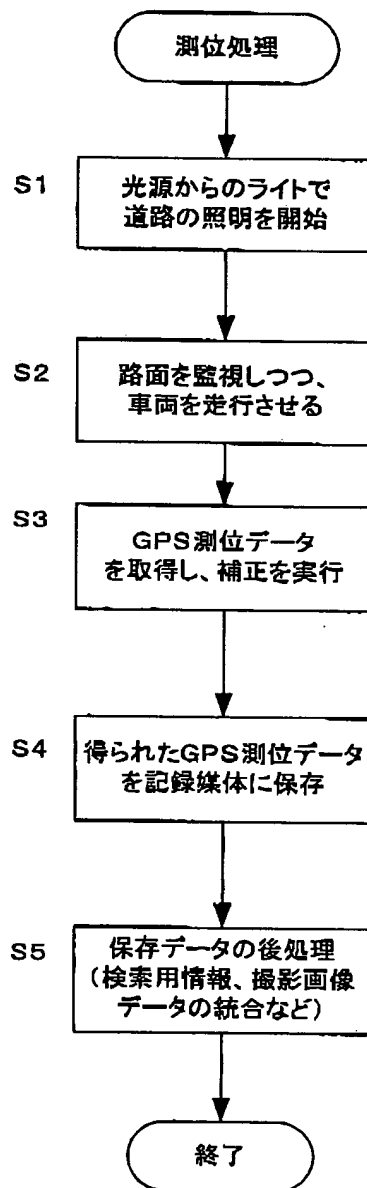 測位処理
S1
光源からのライトで
道路の照明を開始
S2
路面を監視しつつ、
車両を走行させる
S3
GPS測位データ
を取得し、補正を実行
S4
得られたGPS測位データ
を記録媒体に保存
S5
保存データの後処理
(検索用情報、撮影画像
データの統合など)
終了